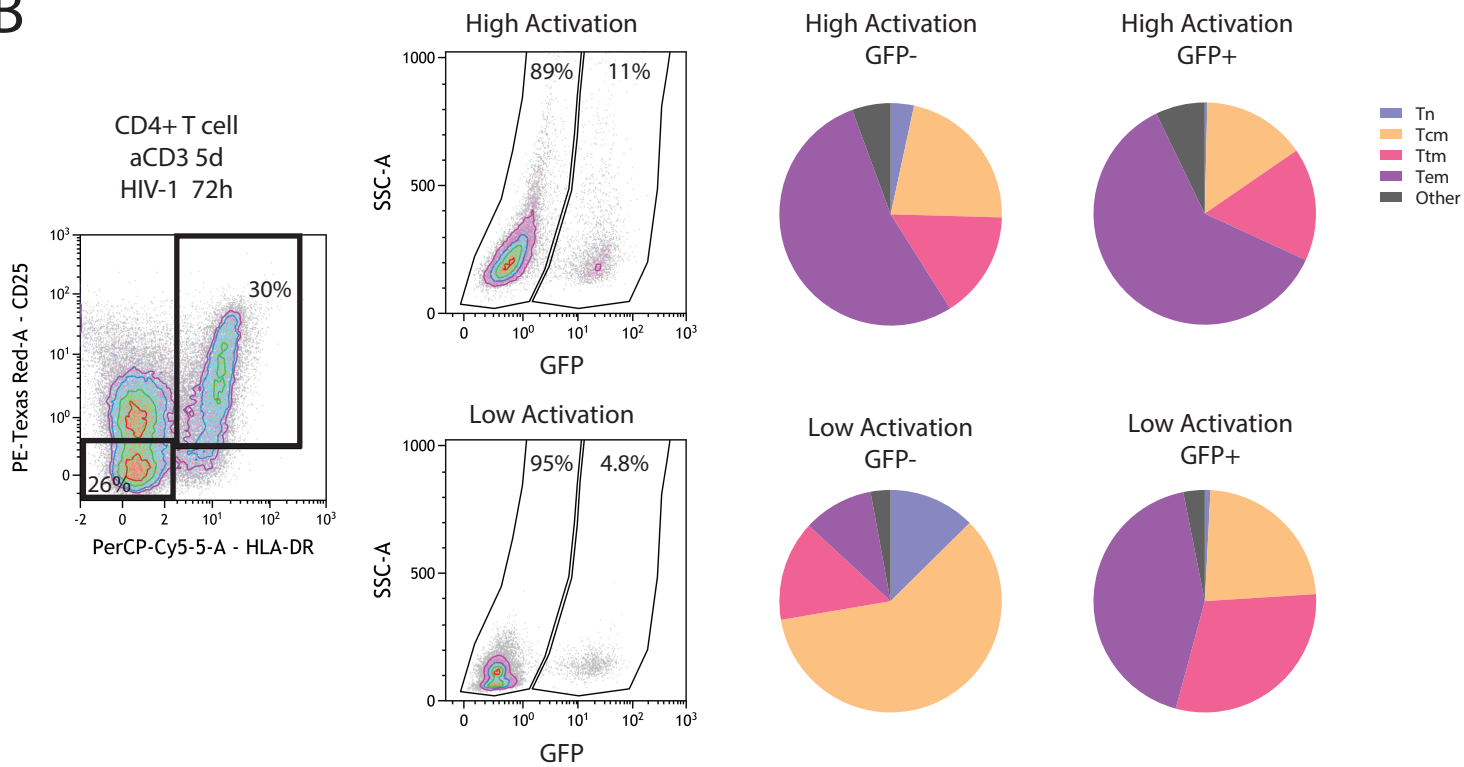 B
CD4+ T cell
aCD3 5d
HIV-1 72h
10³
10²
10¹
10⁰
0
PE-Texas Red-A - CD25
30%
26%
-2 0 2 10¹ 10² 10³
PerCP-Cy5-5-A - HLA-DR
High Activation
1000
500
0
SSC-A
89% 11%
0 10⁰ 10¹ 10² 10³
GFP
Low Activation
1000
500
0
SSC-A
95% 4.8%
0 10⁰ 10¹ 10² 10³
GFP
High Activation
GFP-
High Activation
GFP+
Tn
Tcm
Ttm
Tem
Other
Low Activation
GFP-
Low Activation
GFP+